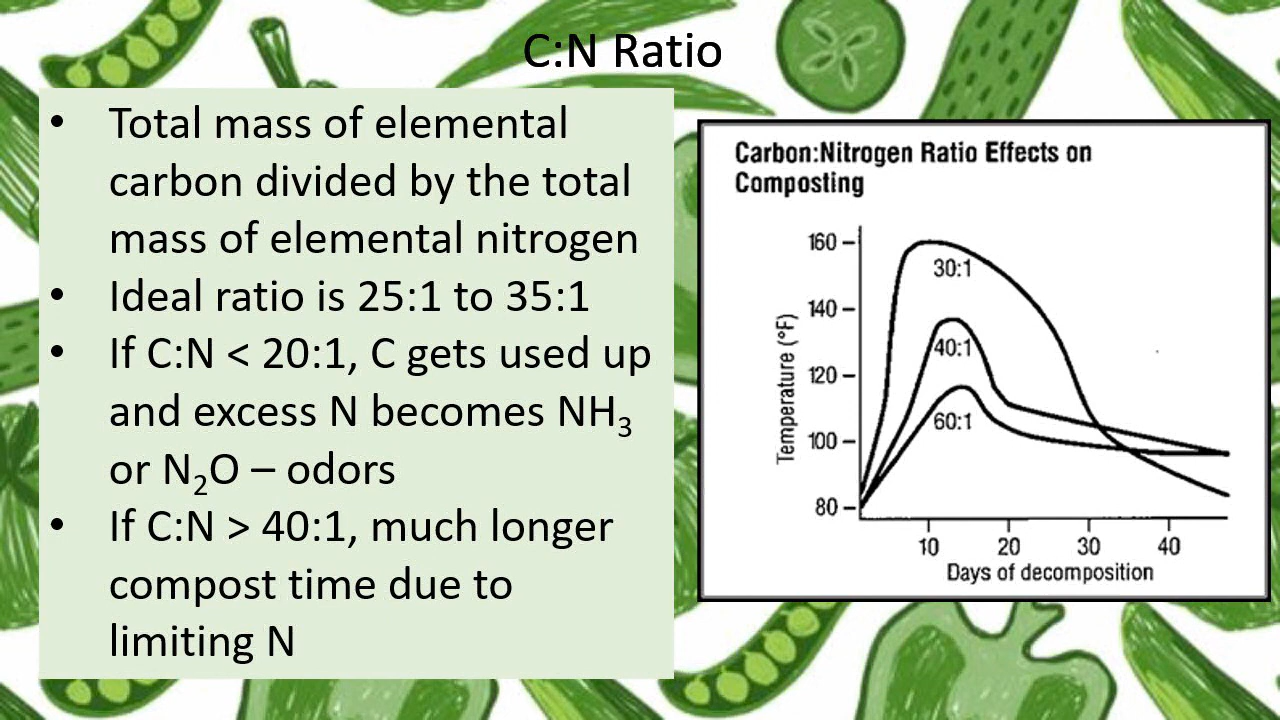 C:N Ratio
• Total mass of elemental
carbon divided by the total
mass of elemental nitrogen
• Ideal ratio is 25:1 to 35:1
• If C:N < 20:1, C gets used up
and excess N becomes NH₃
or N₂O – odors
• If C:N > 40:1, much longer
compost time due to
limiting N
Carbon:Nitrogen Ratio Effects on
Composting
160
30:1
140
40:1
120
60:1
100
80
Temperature (°F)
10 20 30 40
Days of decomposition